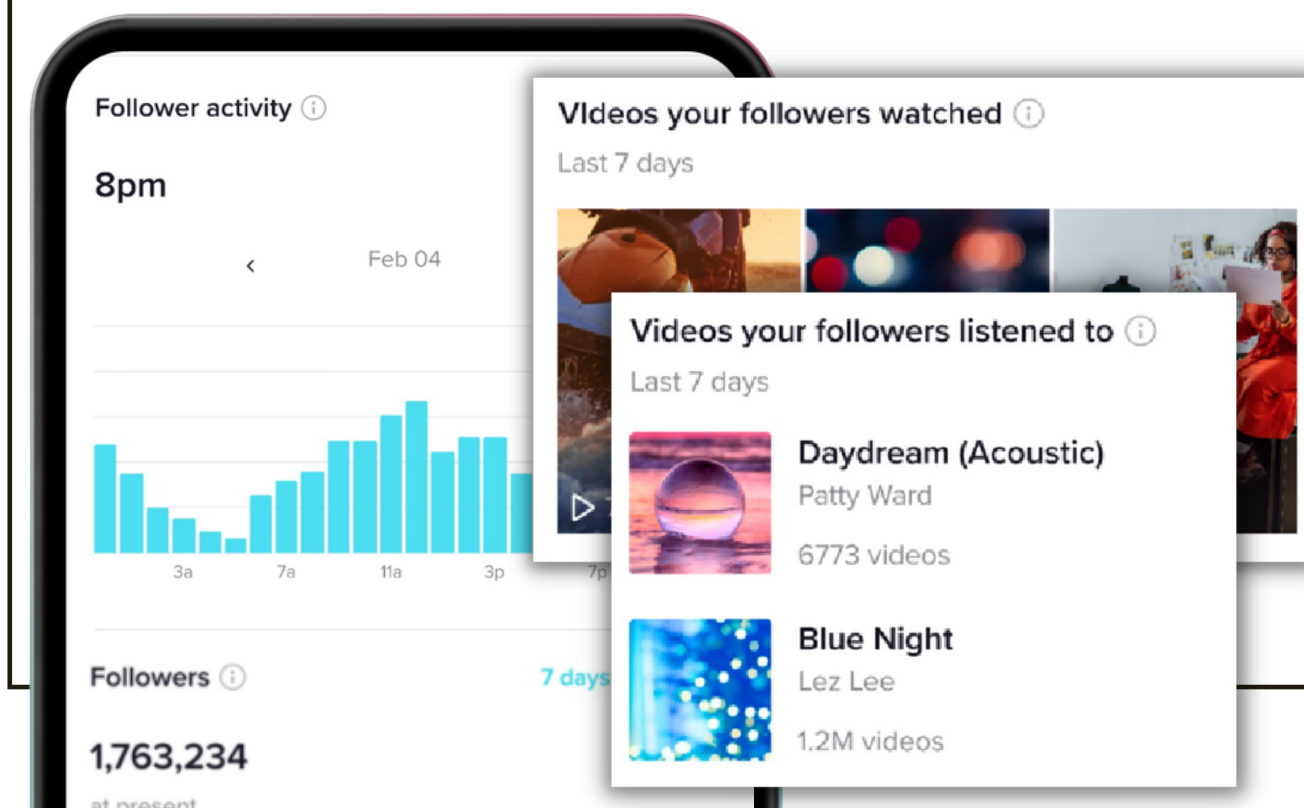 Follower activity
8pm
Feb 04
3a 7a 11a 3p 7p
Followers
7 days
1,763,234
at present
VIdeos your followers watched
Last 7 days
Videos your followers listened to
Last 7 days
Daydream (Acoustic)
Patty Ward
6773 videos
Blue Night
Lez Lee
1.2M videos